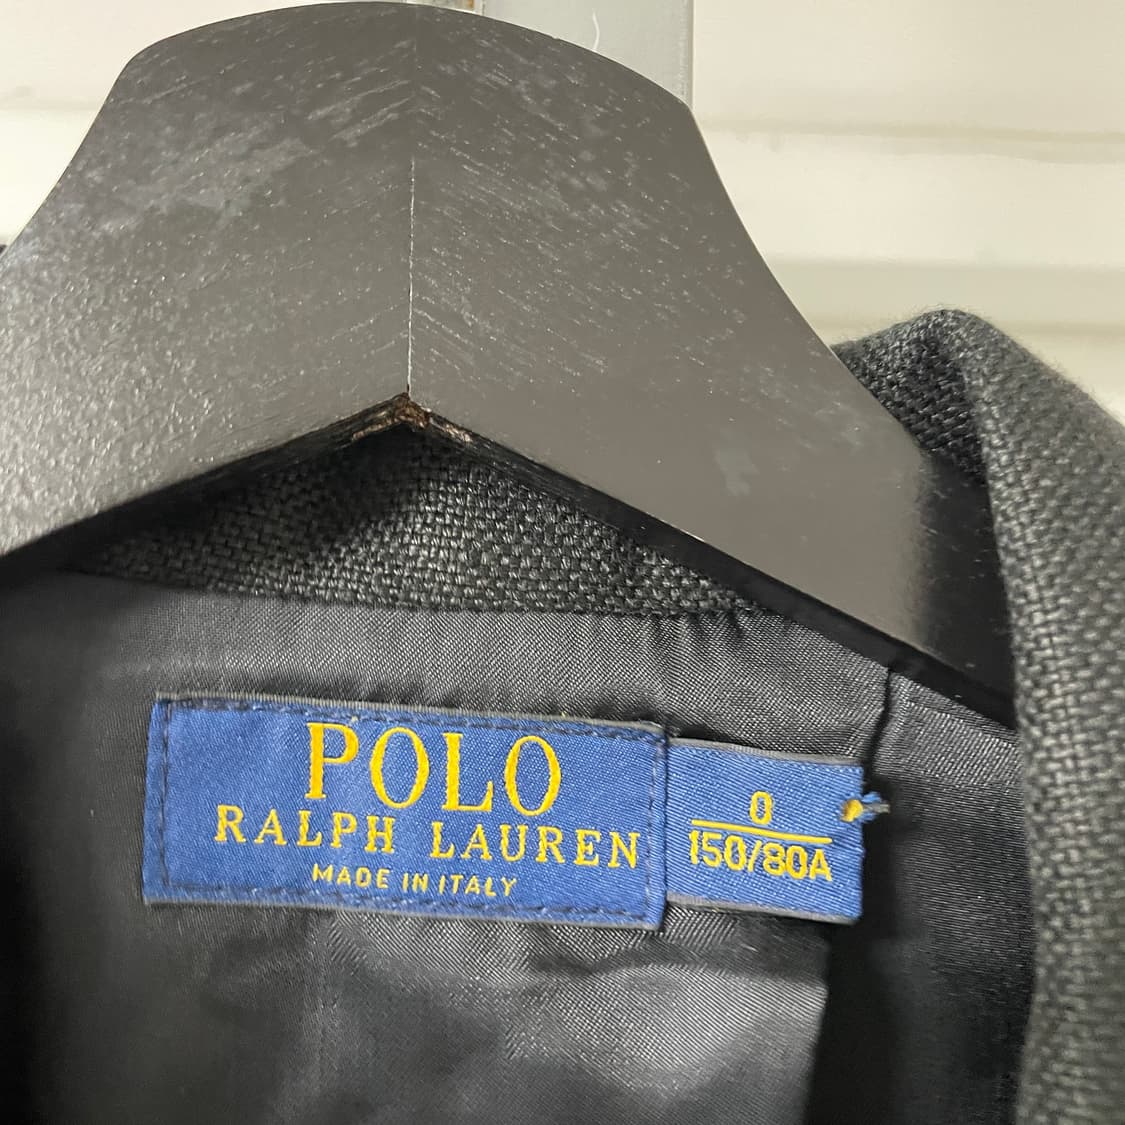 POLO
RALPH LAUREN
MADE IN ITALY
0
150/80A